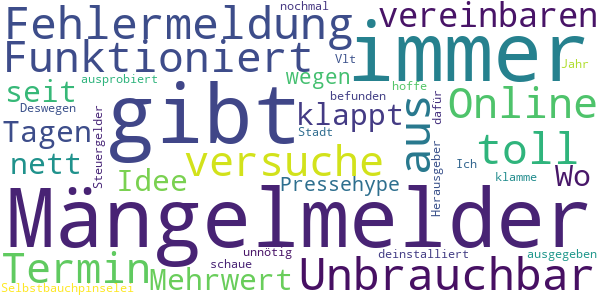 nochmal
Fehlermeldung
immer
vereinbaren
Funktioniert
Vlt
Jahr
ausprobiert
wegen
hoffe
seit
gibt
befunden
dafür
Online
Deswegen
klappt
aus
Tagen
Steuergelder
Stadt
Herausgeber
toll
nett
versuche
Ich
Wo
Idee
Pressehype
klamme
Mängelmelder
unnötig
deinstalliert
ausgegeben
Termin
schaue
Mehrwert
Unbrauchbar
Selbstbauchpinselei